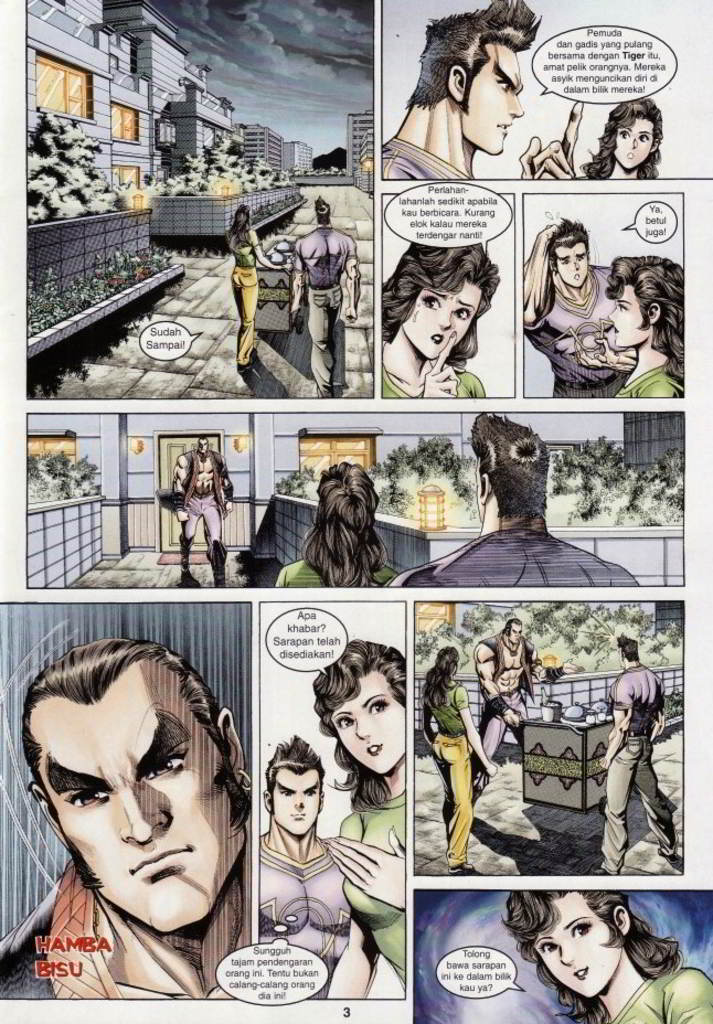 Sudah
Sampai!
Pemuda
dan gadis yang pulang
bersama dengan Tiger itu,
amat pelik orangnya. Mereka
asyik menguncikan diri di
dalam bilik mereka!
Perlahan-
lahanlah sedikit apabila
kau berbicara. Kurang
elok kalau mereka
terdengar nanti!
Ya,
betul
juga!
HAMBA
BISU
Apa
khabar?
Sarapan telah
disediakan!
Sungguh
tajam pendengaran
orang ini. Tentu bukan
calang-calang orang
dia ini!
Tolong
bawa sarapan
ini ke dalam bilik
kau ya?
3